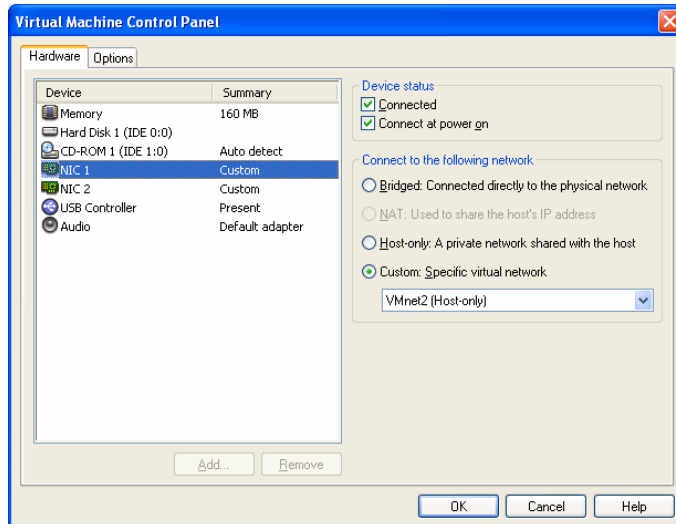 Virtual Machine Control Panel
Hardware Options
Device Summary
Memory 160 MB
Hard Disk 1 (IDE 0:0)
CD-ROM 1 (IDE 1:0) Auto detect
NIC 1 Custom
NIC 2 Custom
USB Controller Present
Audio Default adapter
Add... Remove
Device status
Connected
Connect at power on
Connect to the following network
Bridged: Connected directly to the physical network
NAT: Used to share the host's IP address
Host-only: A private network shared with the host
Custom: Specific virtual network
VMnet2 (Host-only)
OK Cancel Help